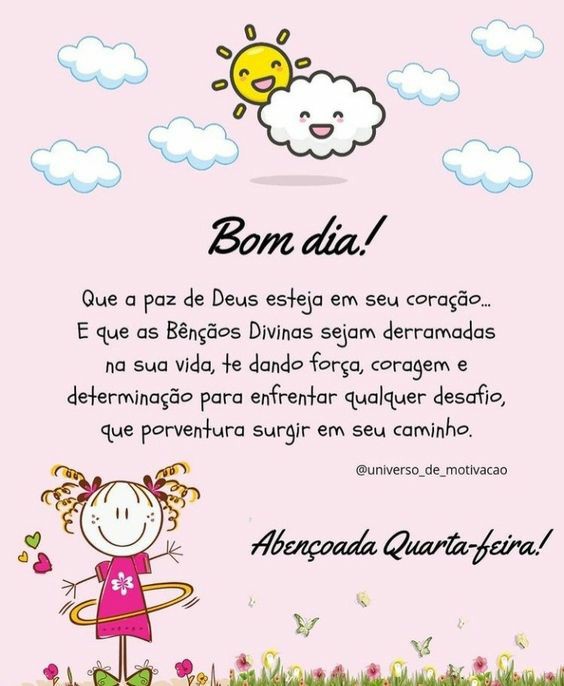 Bom dia!
Que a paz de Deus esteja em seu coração...
E que as Bênçãos Divinas sejam derramadas
na sua vida, te dando força, coragem e
determinação para enfrentar qualquer desafio,
que porventura surgir em seu caminho.
@universo_de_motivacao
Abençoada Quarta-feira!